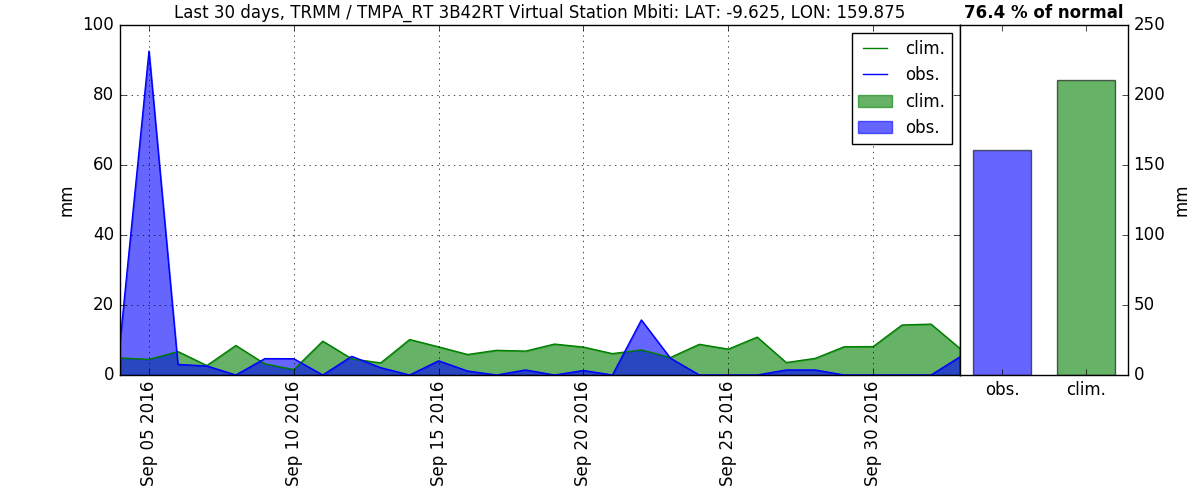 Last 30 days, TRMM / TMPA_RT 3B42RT Virtual Station Mbiti: LAT: -9.625, LON: 159.875
76.4 % of normal
100
80
60
40
20
0
mm
clim.
obs.
clim.
obs.
250
200
150
100
50
0
mm
Sep 05 2016
Sep 10 2016
Sep 15 2016
Sep 20 2016
Sep 25 2016
Sep 30 2016
obs.
clim.